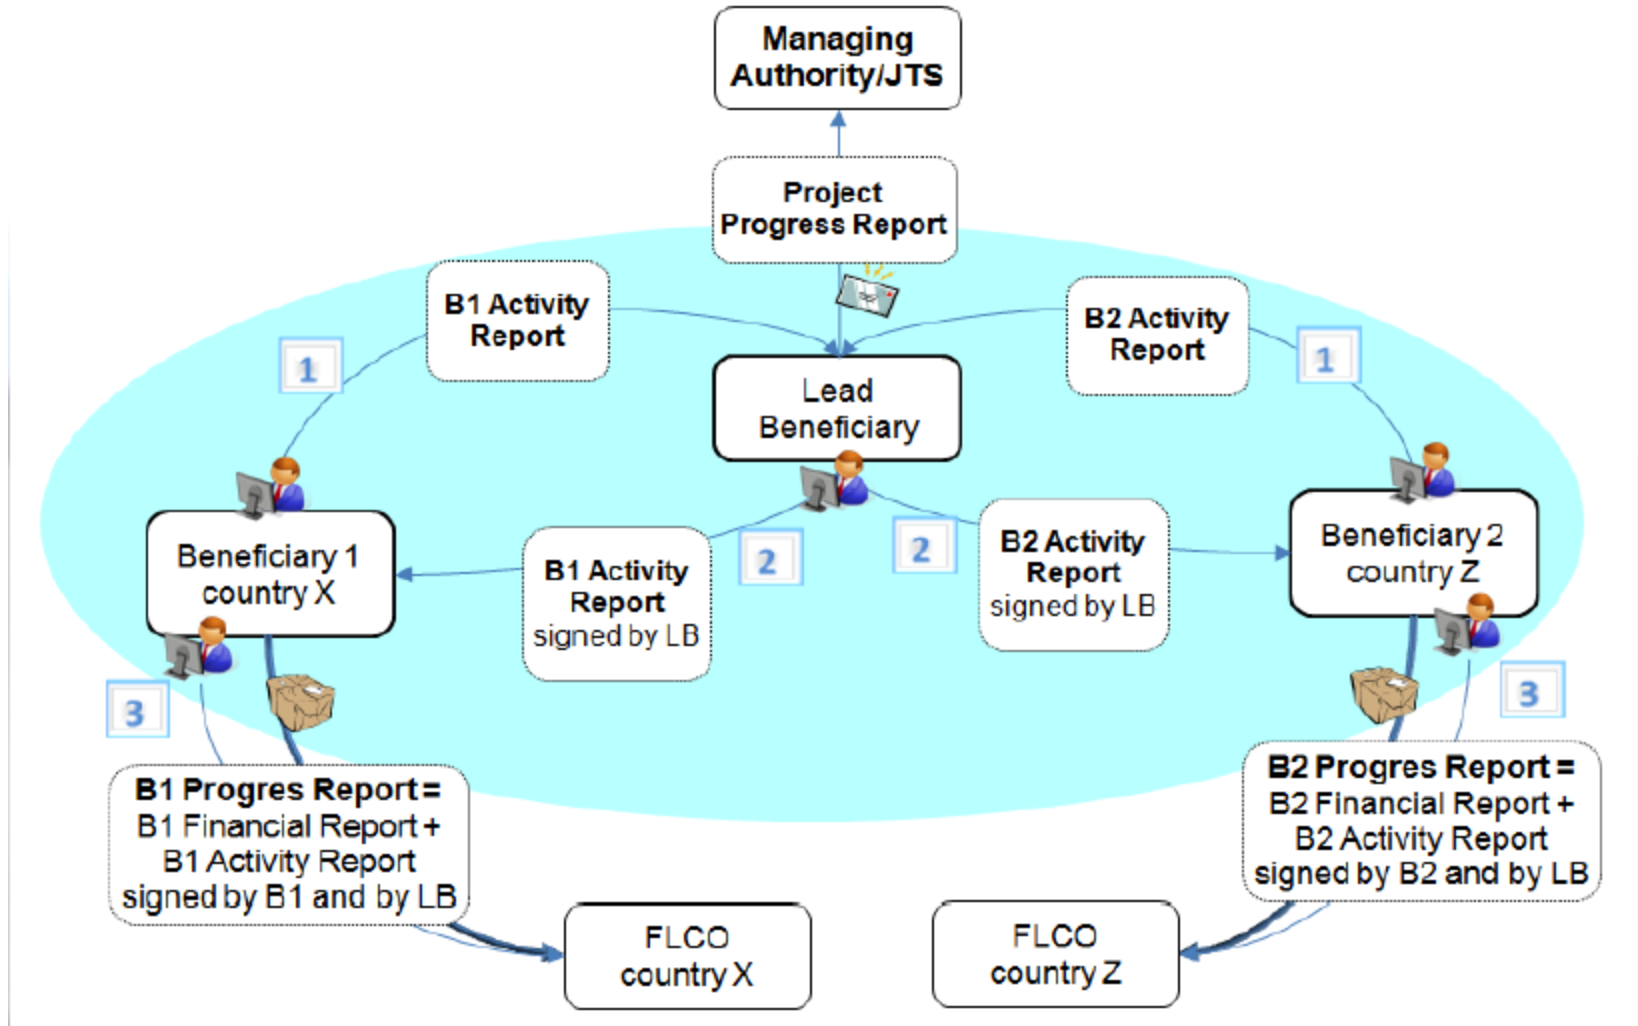 Managing
Authority/JTS
Project
Progress Report
B1 Activity
Report
B2 Activity
Report
1
1
Lead
Beneficiary
Beneficiary 1
country X
2
2
B1 Activity
Report
signed by LB
B2 Activity
Report
signed by LB
Beneficiary 2
country Z
3
3
B1 Progres Report =
B1 Financial Report +
B1 Activity Report
signed by B1 and by LB
B2 Progres Report =
B2 Financial Report +
B2 Activity Report
signed by B2 and by LB
FLCO
country X
FLCO
country Z